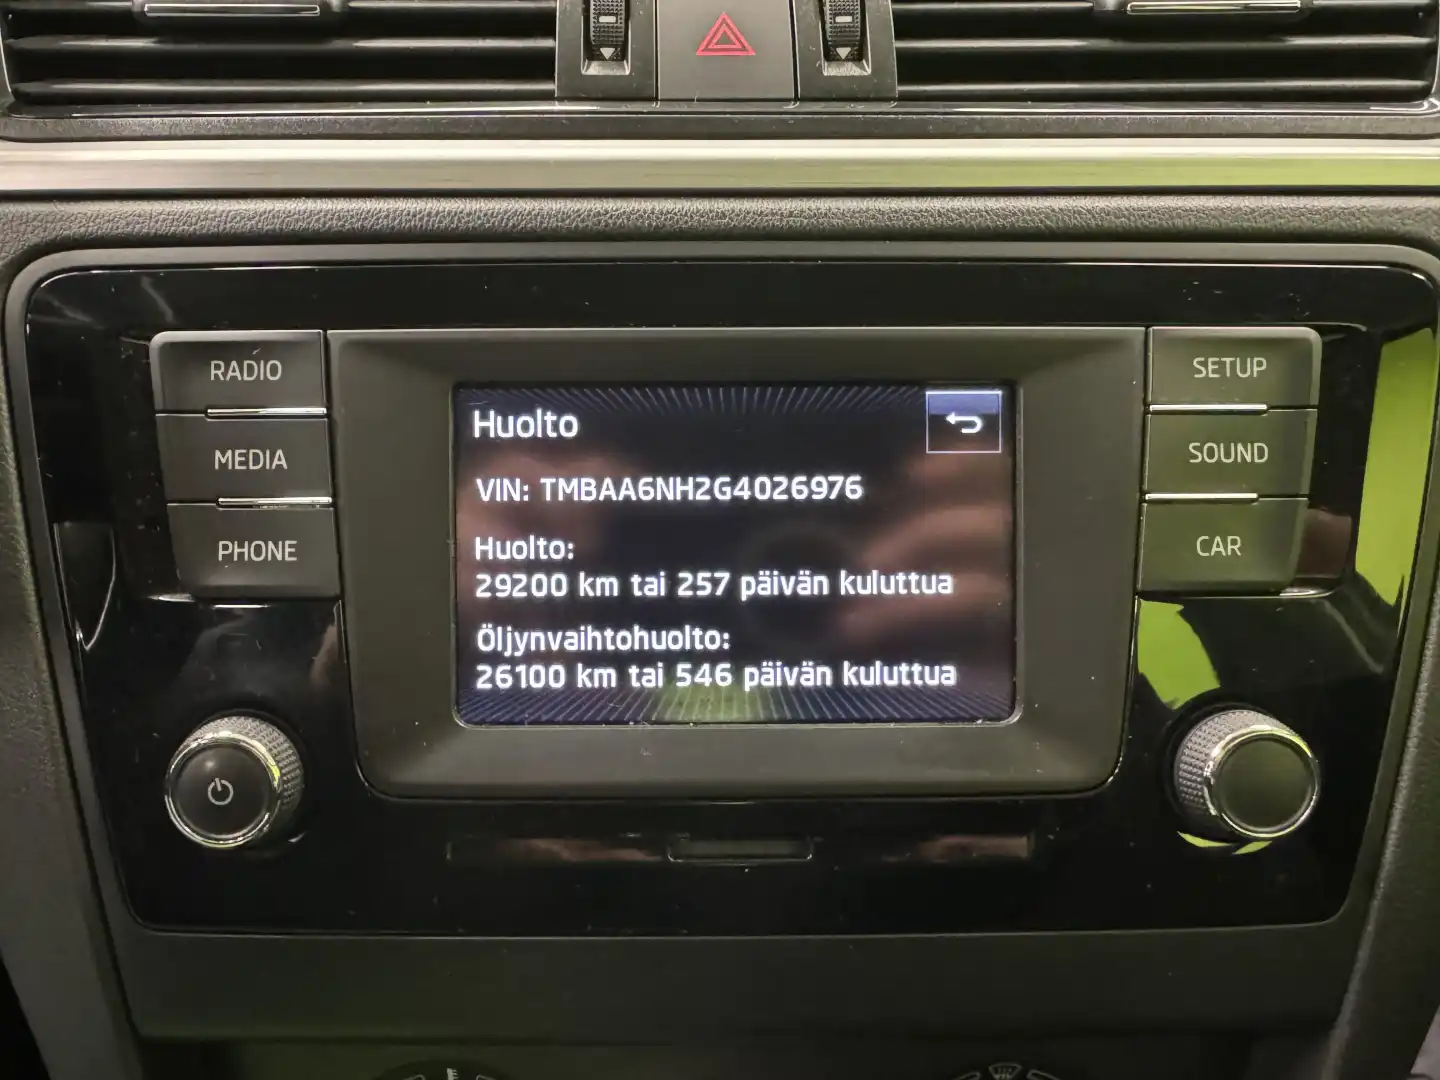 RADIO
MEDIA
PHONE
Huolto
VIN: TMBAA6NH2G4026976
Huolto:
29200 km tai 257 päivän kuluttua
Öljynvaihtohuolto:
26100 km tai 546 päivän kuluttua
SETUP
SOUND
CAR